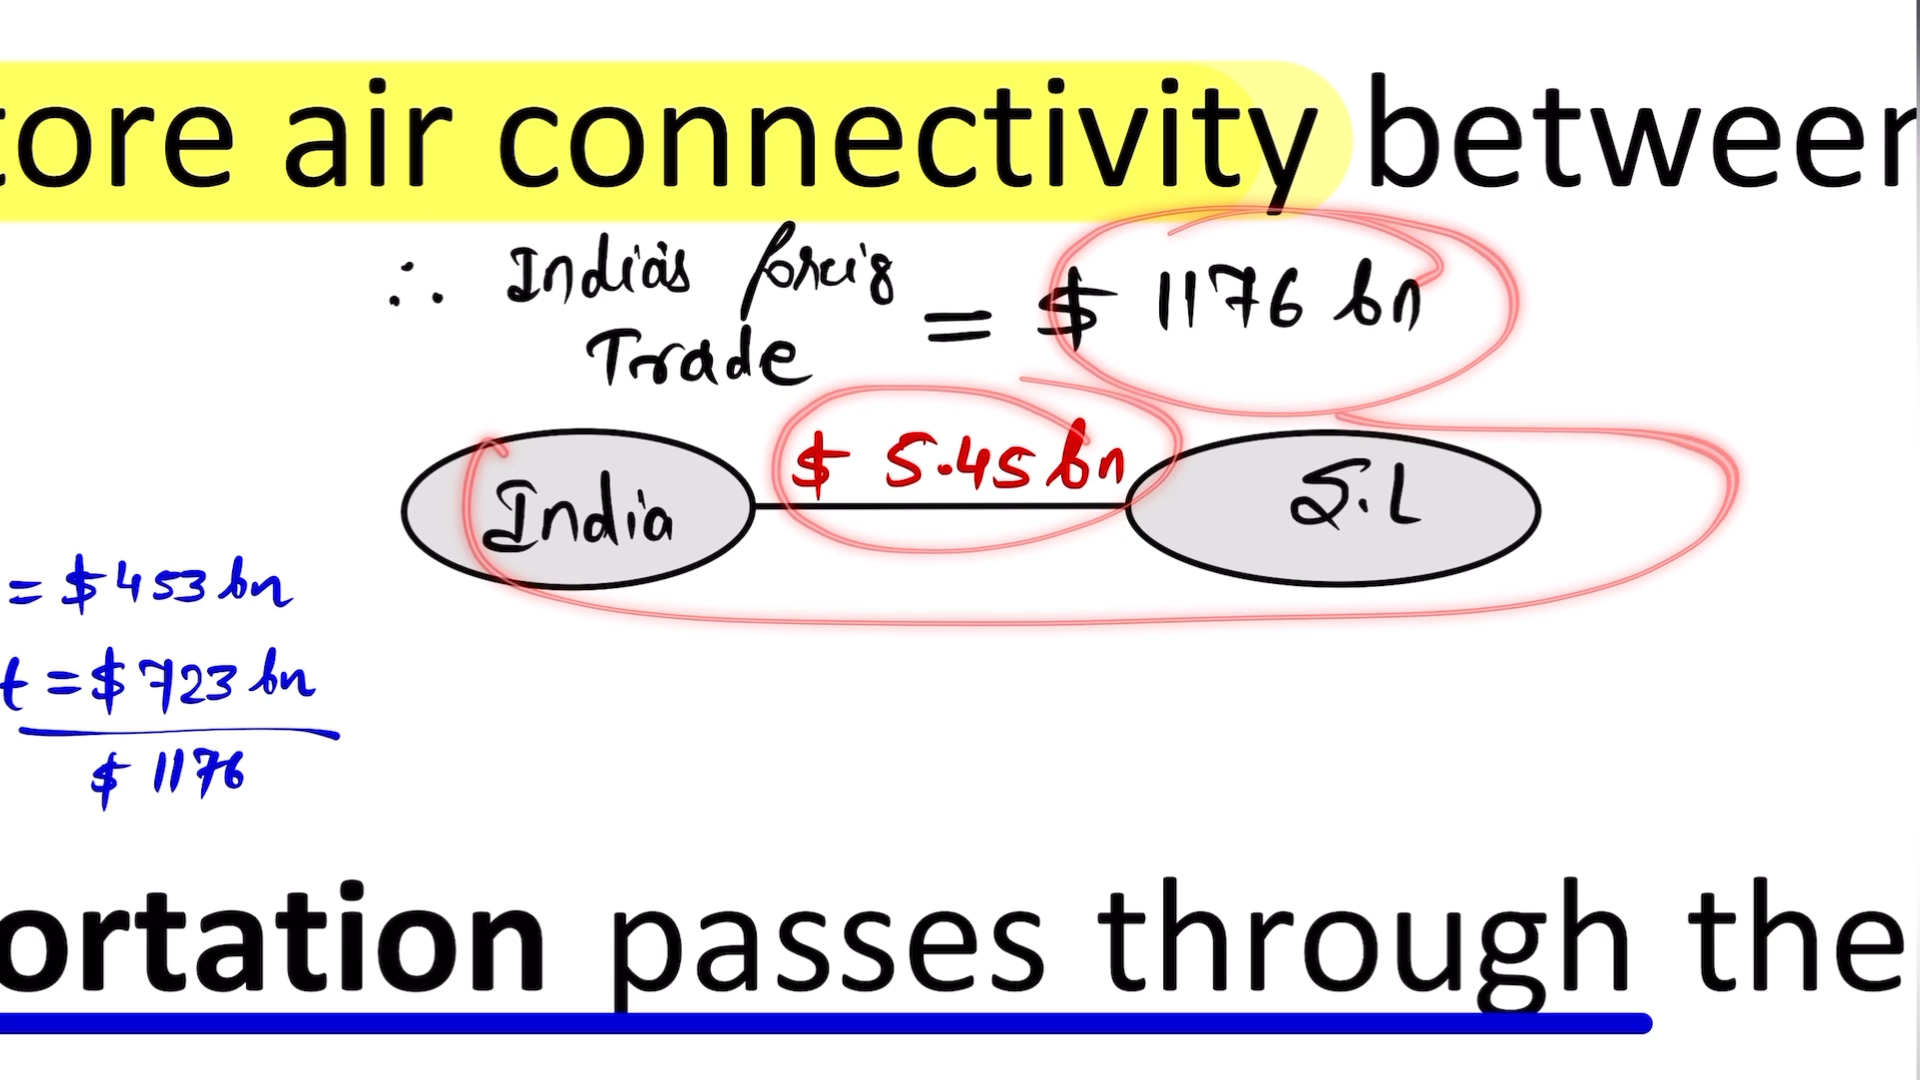 tore air connectivity between
∴ India's foreig
Trade = $ 1176 bn
$ 5.45 bn
India S.L
= $453 bn
t = $723 bn
$ 1176
ortation passes through the